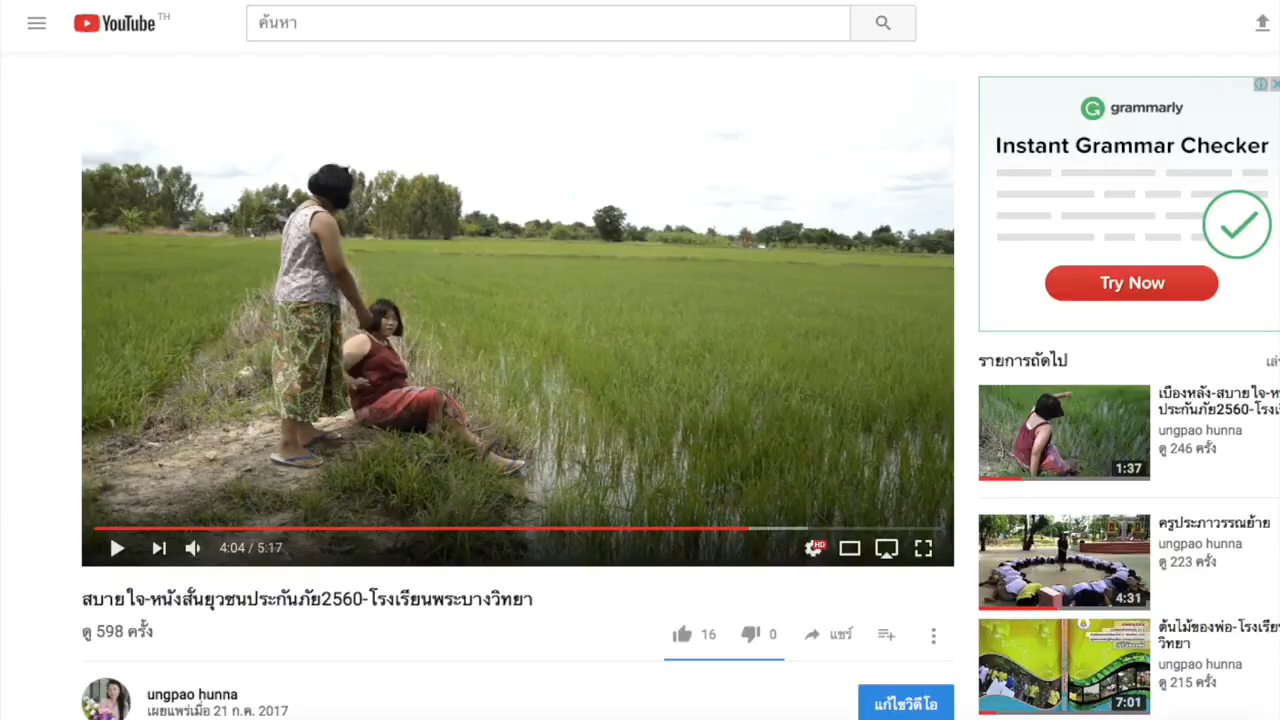 YouTube TH
ค้นหา
grammarly
Instant Grammar Checker
Try Now
4:04 / 5:17
HD
สบายใจ-หนังสั้นยุวชนประกันภัย2560-โรงเรียนพระบางวิทยา
ดู 598 ครั้ง
16
0
แชร์
ungpao hunna
เผยแพร่เมื่อ 21 ก.ค. 2017
แก้ไขวิดีโอ
รายการถัดไป
เบื้องหลัง-สบายใจ-ห
ประกันภัย2560-โรงเ
ungpao hunna
ดู 246 ครั้ง
1:37
ครูประภาวรรณย้าย
ungpao hunna
ดู 223 ครั้ง
4:31
ต้นไม้ของพ่อ-โรงเรีย
วิทยา
ungpao hunna
ดู 215 ครั้ง
7:01